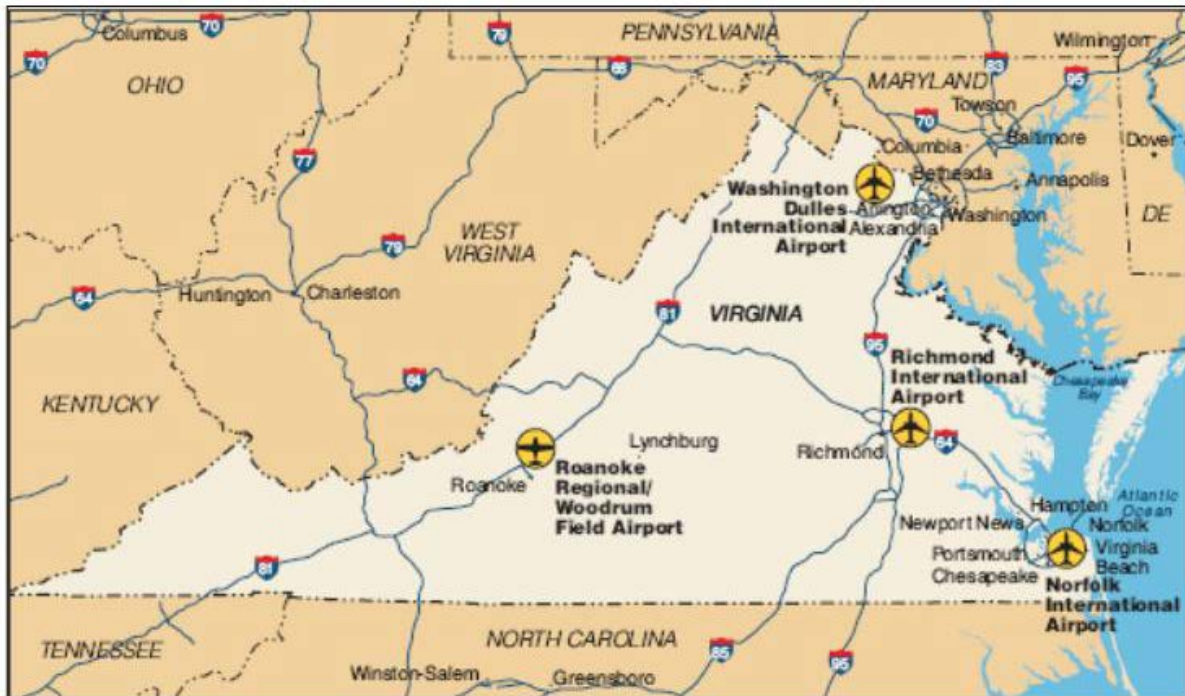 Columbus
70
79
PENNSYLVANIA
Wilmington
70
OHIO
68
MARYLAND
83
95
Towson
70
Baltimore
Columbia
Dover
77
Bethesda
Washington
Dulles
International
Airport
Annapolis
Arlington
Washington
Alexandria
DE
WEST
VIRGINIA
79
64
Huntington
Charleston
81
VIRGINIA
95
Richmond
International
Airport
Chesapeake
Bay
64
KENTUCKY
Lynchburg
Richmond
64
Roanoke
Roanoke
Regional/
Woodrum
Field Airport
Hampton
Atlantic
Ocean
Newport News
Norfolk
Portsmouth
Virginia
Beach
Chesapeake
81
Norfolk
International
Airport
TENNESSEE
NORTH CAROLINA
85
95
Winston-Salem
Greensboro